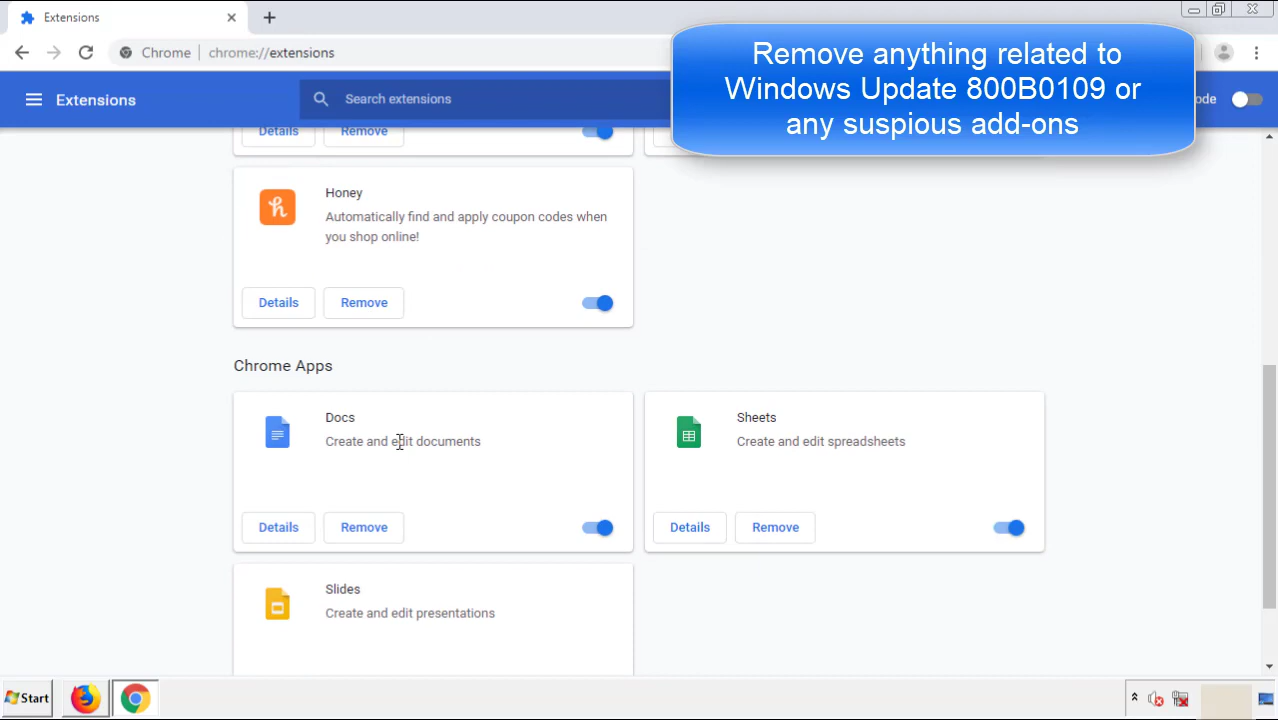 Extensions
Chrome
chrome://extensions
Remove anything related to
Windows Update 800B0109 or
any suspious add-ons
Extensions
Search extensions
ode
Details
Remove
Honey
Automatically find and apply coupon codes when
you shop online!
Details
Remove
Chrome Apps
Docs
Create and edit documents
Details
Remove
Sheets
Create and edit spreadsheets
Details
Remove
Slides
Create and edit presentations
Start